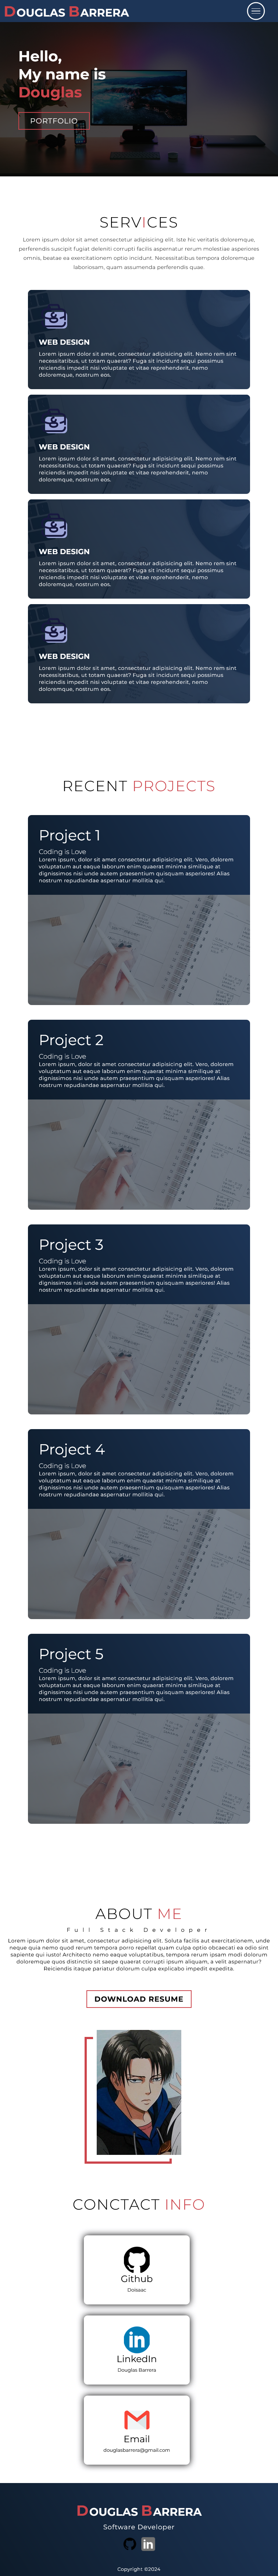 DOUGLAS BARRERA
Hello,
My name is
Douglas
PORTFOLIO
SERVICES
Lorem ipsum dolor sit amet consectetur adipisicing elit. Iste hic veritatis doloremque,
perferendis suscipit fugiat deleniti corrupti facilis aspernatur rerum molestiae asperiores
omnis, beatae ea exercitationem optio incidunt. Necessitatibus tempora doloremque
laboriosam, quam assumenda perferendis quae.
WEB DESIGN
Lorem ipsum dolor sit amet, consectetur adipisicing elit. Nemo rem sint
necessitatibus, ut totam quaerat? Fuga sit incidunt sequi possimus
reiciendis impedit nisi voluptate et vitae reprehenderit, nemo
doloremque, nostrum eos.
WEB DESIGN
Lorem ipsum dolor sit amet, consectetur adipisicing elit. Nemo rem sint
necessitatibus, ut totam quaerat? Fuga sit incidunt sequi possimus
reiciendis impedit nisi voluptate et vitae reprehenderit, nemo
doloremque, nostrum eos.
WEB DESIGN
Lorem ipsum dolor sit amet, consectetur adipisicing elit. Nemo rem sint
necessitatibus, ut totam quaerat? Fuga sit incidunt sequi possimus
reiciendis impedit nisi voluptate et vitae reprehenderit, nemo
doloremque, nostrum eos.
WEB DESIGN
Lorem ipsum dolor sit amet, consectetur adipisicing elit. Nemo rem sint
necessitatibus, ut totam quaerat? Fuga sit incidunt sequi possimus
reiciendis impedit nisi voluptate et vitae reprehenderit, nemo
doloremque, nostrum eos.
RECENT PROJECTS
Project 1
Coding is Love
Lorem ipsum, dolor sit amet consectetur adipisicing elit. Vero, dolorem
voluptatum aut eaque laborum enim quaerat minima similique at
dignissimos nisi unde autem praesentium quisquam asperiores! Alias
nostrum repudiandae aspernatur mollitia qui.
Project 2
Coding is Love
Lorem ipsum, dolor sit amet consectetur adipisicing elit. Vero, dolorem
voluptatum aut eaque laborum enim quaerat minima similique at
dignissimos nisi unde autem praesentium quisquam asperiores! Alias
nostrum repudiandae aspernatur mollitia qui.
Project 3
Coding is Love
Lorem ipsum, dolor sit amet consectetur adipisicing elit. Vero, dolorem
voluptatum aut eaque laborum enim quaerat minima similique at
dignissimos nisi unde autem praesentium quisquam asperiores! Alias
nostrum repudiandae aspernatur mollitia qui.
Project 4
Coding is Love
Lorem ipsum, dolor sit amet consectetur adipisicing elit. Vero, dolorem
voluptatum aut eaque laborum enim quaerat minima similique at
dignissimos nisi unde autem praesentium quisquam asperiores! Alias
nostrum repudiandae aspernatur mollitia qui.
Project 5
Coding is Love
Lorem ipsum, dolor sit amet consectetur adipisicing elit. Vero, dolorem
voluptatum aut eaque laborum enim quaerat minima similique at
dignissimos nisi unde autem praesentium quisquam asperiores! Alias
nostrum repudiandae aspernatur mollitia qui.
ABOUT ME
Full Stack Developer
Lorem ipsum dolor sit amet, consectetur adipisicing elit. Soluta facilis aut exercitationem, unde
neque quia nemo quod rerum tempora porro repellat quam culpa optio obcaecati ea odio sint
sapiente qui iusto! Architecto nemo eaque voluptatibus, tempora rerum ipsam modi dolorum
doloremque quos distinctio sit saepe quaerat corrupti ipsum aliquam, a velit aspernatur?
Reiciendis itaque pariatur dolorum culpa explicabo impedit expedita.
DOWNLOAD RESUME
CONCTACT INFO
Github
Doisaac
in
LinkedIn
Douglas Barrera
Email
douglasbarrera@gmail.com
DOUGLAS BARRERA
Software Developer
in
Copyright ©2024